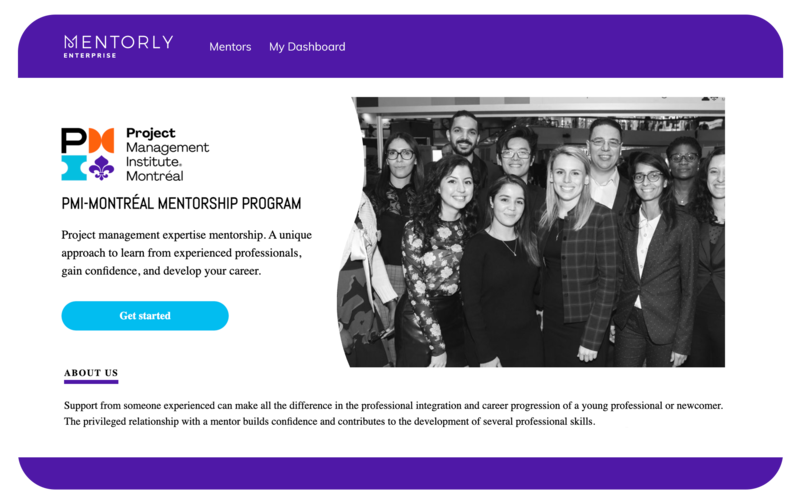 MENTORLY
ENTERPRISE
Mentors
My Dashboard
PMI
Project
Management
Institute®
Montréal
PMI-MONTRÉAL MENTORSHIP PROGRAM
Project management expertise mentorship. A unique
approach to learn from experienced professionals,
gain confidence, and develop your career.
Get started
ABOUT US
Support from someone experienced can make all the difference in the professional integration and career progression of a young professional or newcomer.
The privileged relationship with a mentor builds confidence and contributes to the development of several professional skills.